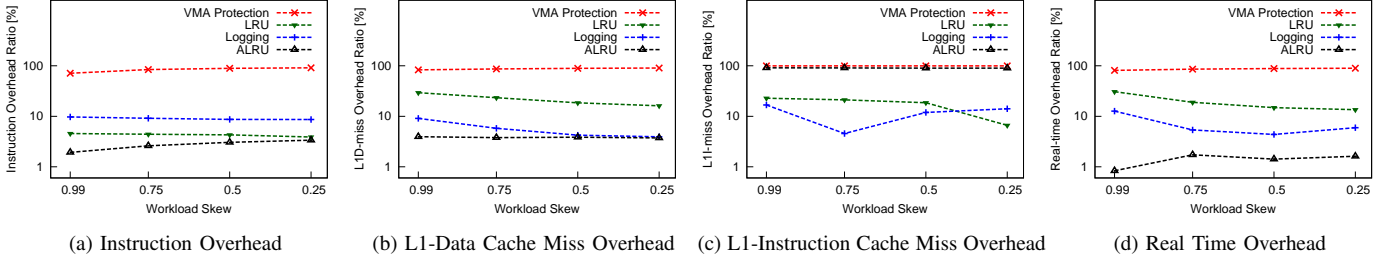 Instruction Overhead Ratio [%]
100
10
1
VMA Protection
LRU
Logging
ALRU
0.99 0.75 0.5 0.25
Workload Skew
(a) Instruction Overhead
L1D-miss Overhead Ratio [%]
100
10
1
VMA Protection
LRU
Logging
ALRU
0.99 0.75 0.5 0.25
Workload Skew
(b) L1-Data Cache Miss Overhead
L1I-miss Overhead Ratio [%]
100
10
1
VMA Protection
LRU
Logging
ALRU
0.99 0.75 0.5 0.25
Workload Skew
(c) L1-Instruction Cache Miss Overhead
Real-time Overhead Ratio [%]
100
10
1
VMA Protection
LRU
Logging
ALRU
0.99 0.75 0.5 0.25
Workload Skew
(d) Real Time Overhead